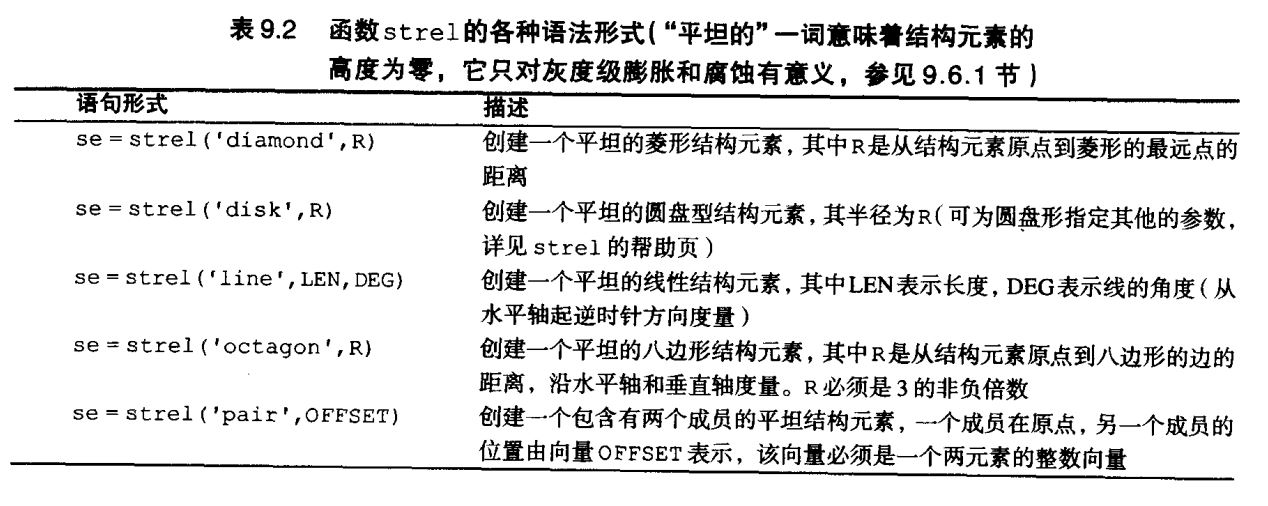 表9.2 函数strel的各种语法形式(“平坦的”一词意味着结构元素的
高度为零，它只对灰度级膨胀和腐蚀有意义，参见9.6.1节)
语句形式 描述
se=strel('diamond',R) 创建一个平坦的菱形结构元素，其中R是从结构元素原点到菱形的最远点的
距离
se=strel('disk',R) 创建一个平坦的圆盘型结构元素，其半径为R(可为圆盘形指定其他的参数，
详见strel的帮助页)
se=strel('line',LEN,DEG) 创建一个平坦的线性结构元素，其中LEN表示长度，DEG表示线的角度(从
水平轴起逆时针方向度量)
se=strel('octagon',R) 创建一个平坦的八边形结构元素，其中R是从结构元素原点到八边形的边的
距离，沿水平轴和垂直轴度量。R必须是3的非负倍数
se=strel('pair',OFFSET) 创建一个包含有两个成员的平坦结构元素，一个成员在原点，另一个成员的
位置由向量OFFSET表示，该向量必须是一个两元素的整数向量